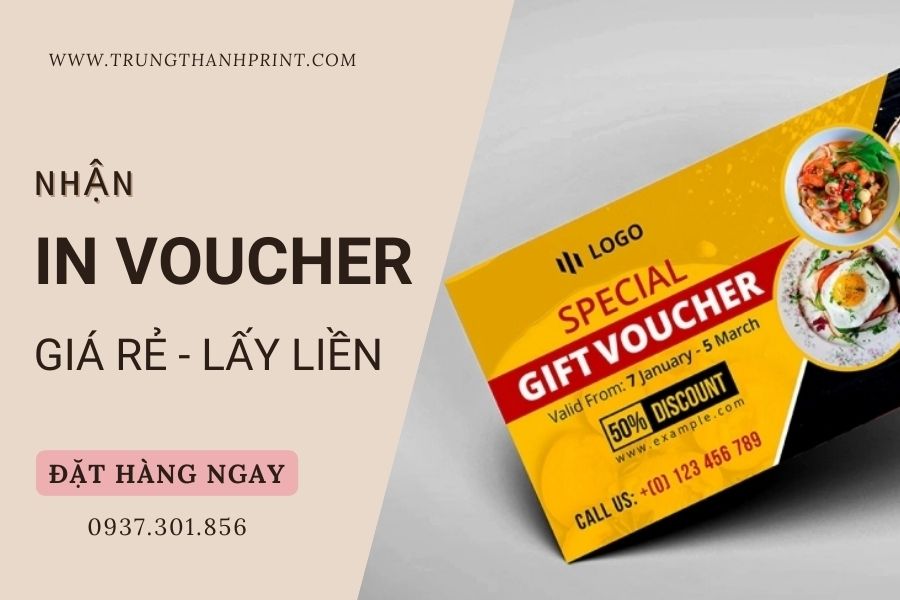 WWW.TRUNGTHANHPRINT.COM
NHẬN
IN VOUCHER
GIÁ RẺ - LẤY LIỀN
ĐẶT HÀNG NGAY
0937.301.856
LOGO
SPECIAL
GIFT VOUCHER
Valid From: 7 January - 5 March
50% DISCOUNT
www.example.com
CALL US: +(0) 123 456 789